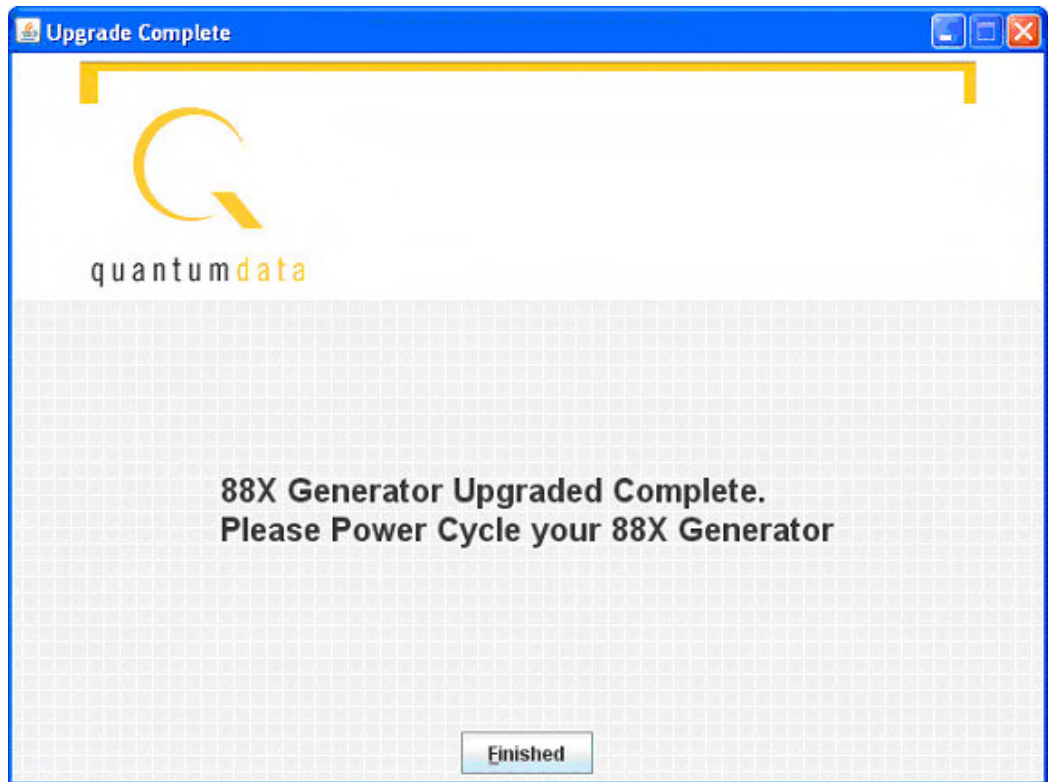 Upgrade Complete
quantumdata
88X Generator Upgraded Complete.
Please Power Cycle your 88X Generator
Finished